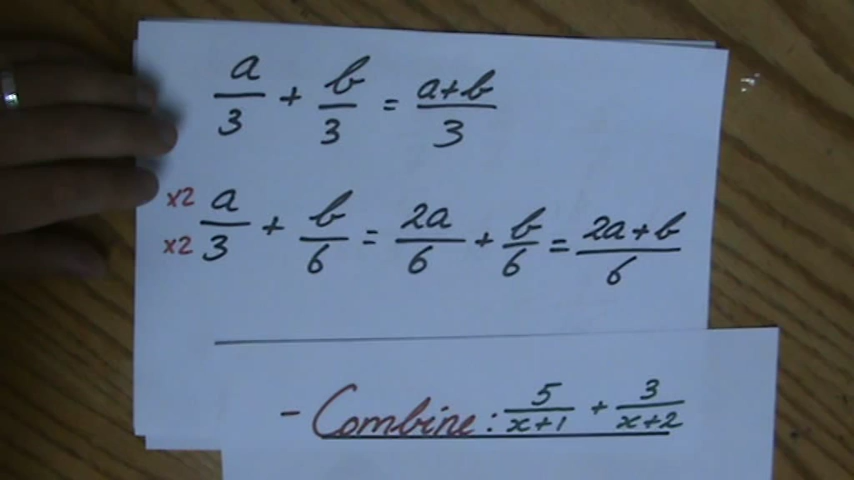 a/3 + b/3 = a+b/3
x2 a/x2 3 + b/6 = 2a/6 + b/6 = 2a+b/6
- Combine: 5/x+1 + 3/x+2